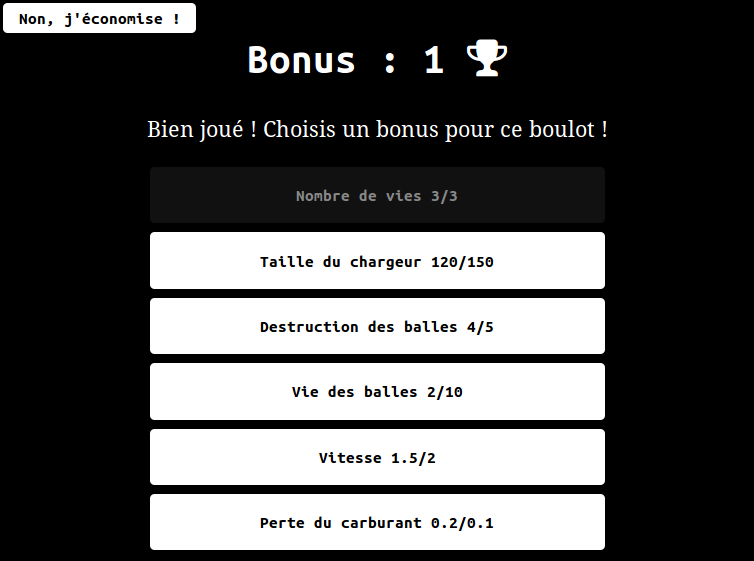 Non, j'économise !
Bonus : 1
Bien joué ! Choisis un bonus pour ce boulot !
Nombre de vies 3/3
Taille du chargeur 120/150
Destruction des balles 4/5
Vie des balles 2/10
Vitesse 1.5/2
Perte du carburant 0.2/0.1